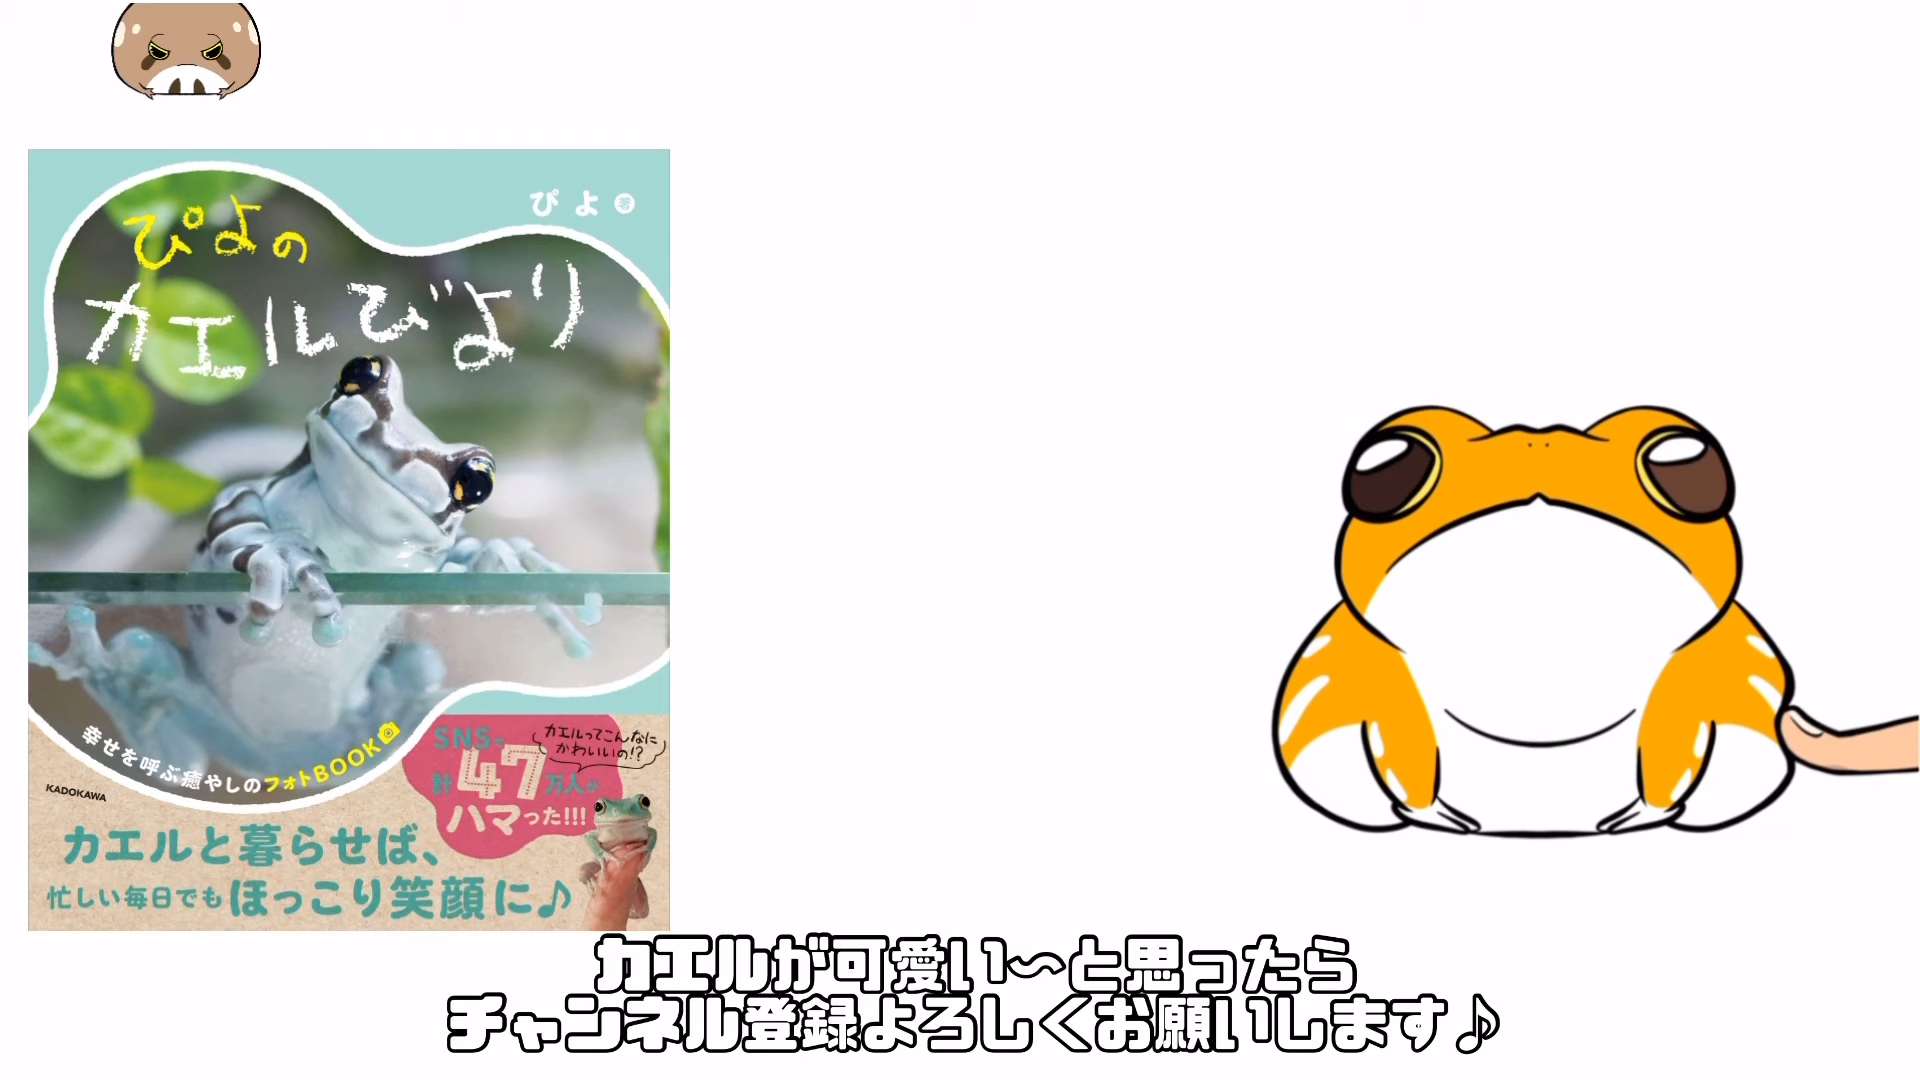 ぴよ 著
ぴよの
カエルびより
幸せを呼ぶ癒やしのフォトBOOK
KADOKAWA
SNSで
計47万人が
ハマった!!!
カエルってこんなに
かわいいの!?
カエルと暮らせば、
忙しい毎日でもほっこり笑顔に♪
カエルが可愛い〜と思ったら
チャンネル登録よろしくお願いします♪